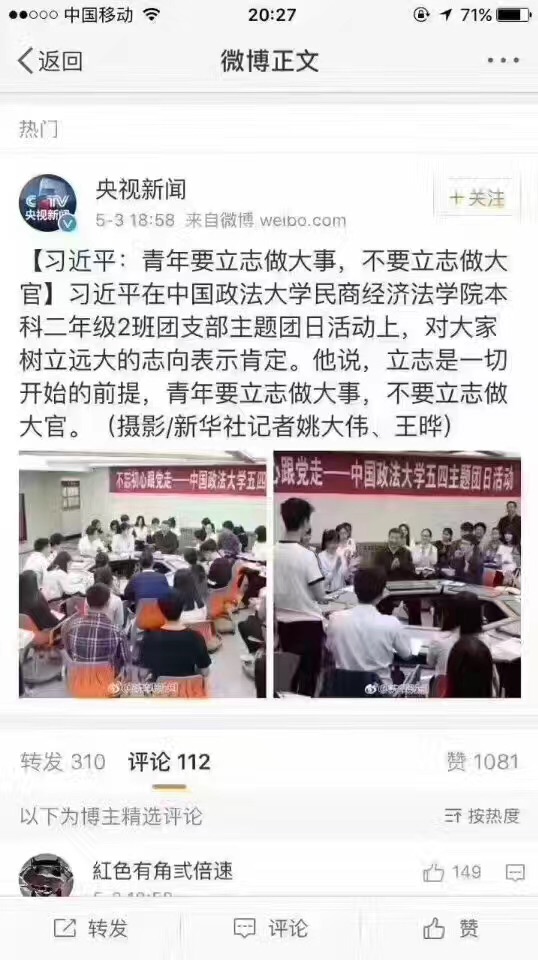 中国移动 20:27 71%
返回 微博正文
热门
央视新闻
5-3 18:58 来自微博 weibo.com
+关注
【习近平：青年要立志做大事，不要立志做大
官】习近平在中国政法大学民商经济法学院本
科二年级2班团支部主题团日活动上，对大家
树立远大的志向表示肯定。他说，立志是一切
开始的前提，青年要立志做大事，不要立志做
大官。（摄影/新华社记者姚大伟、王晔）
不忘初心跟党走——中国政法大学五四
心跟党走——中国政法大学五四主题团日活动
@央视新闻
@央视新闻
转发 310 评论 112 赞 1081
以下为博主精选评论 按热度
紅色有角弍倍速 149
转发 评论 赞